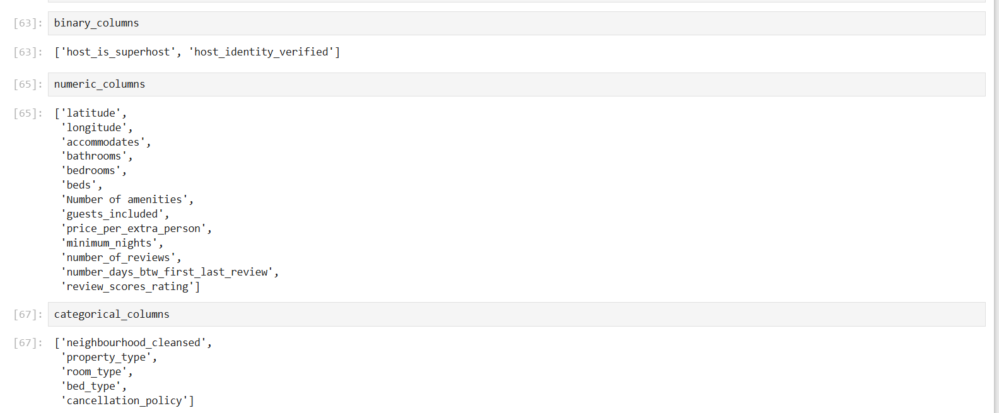 [63]: binary_columns
[63]: ['host_is_superhost', 'host_identity_verified']
[65]: numeric_columns
[65]: ['latitude',
'longitude',
'accommodates',
'bathrooms',
'bedrooms',
'beds',
'Number of amenities',
'guests_included',
'price_per_extra_person',
'minimum_nights',
'number_of_reviews',
'number_days_btw_first_last_review',
'review_scores_rating']
[67]: categorical_columns
[67]: ['neighbourhood_cleansed',
'property_type',
'room_type',
'bed_type',
'cancellation_policy']